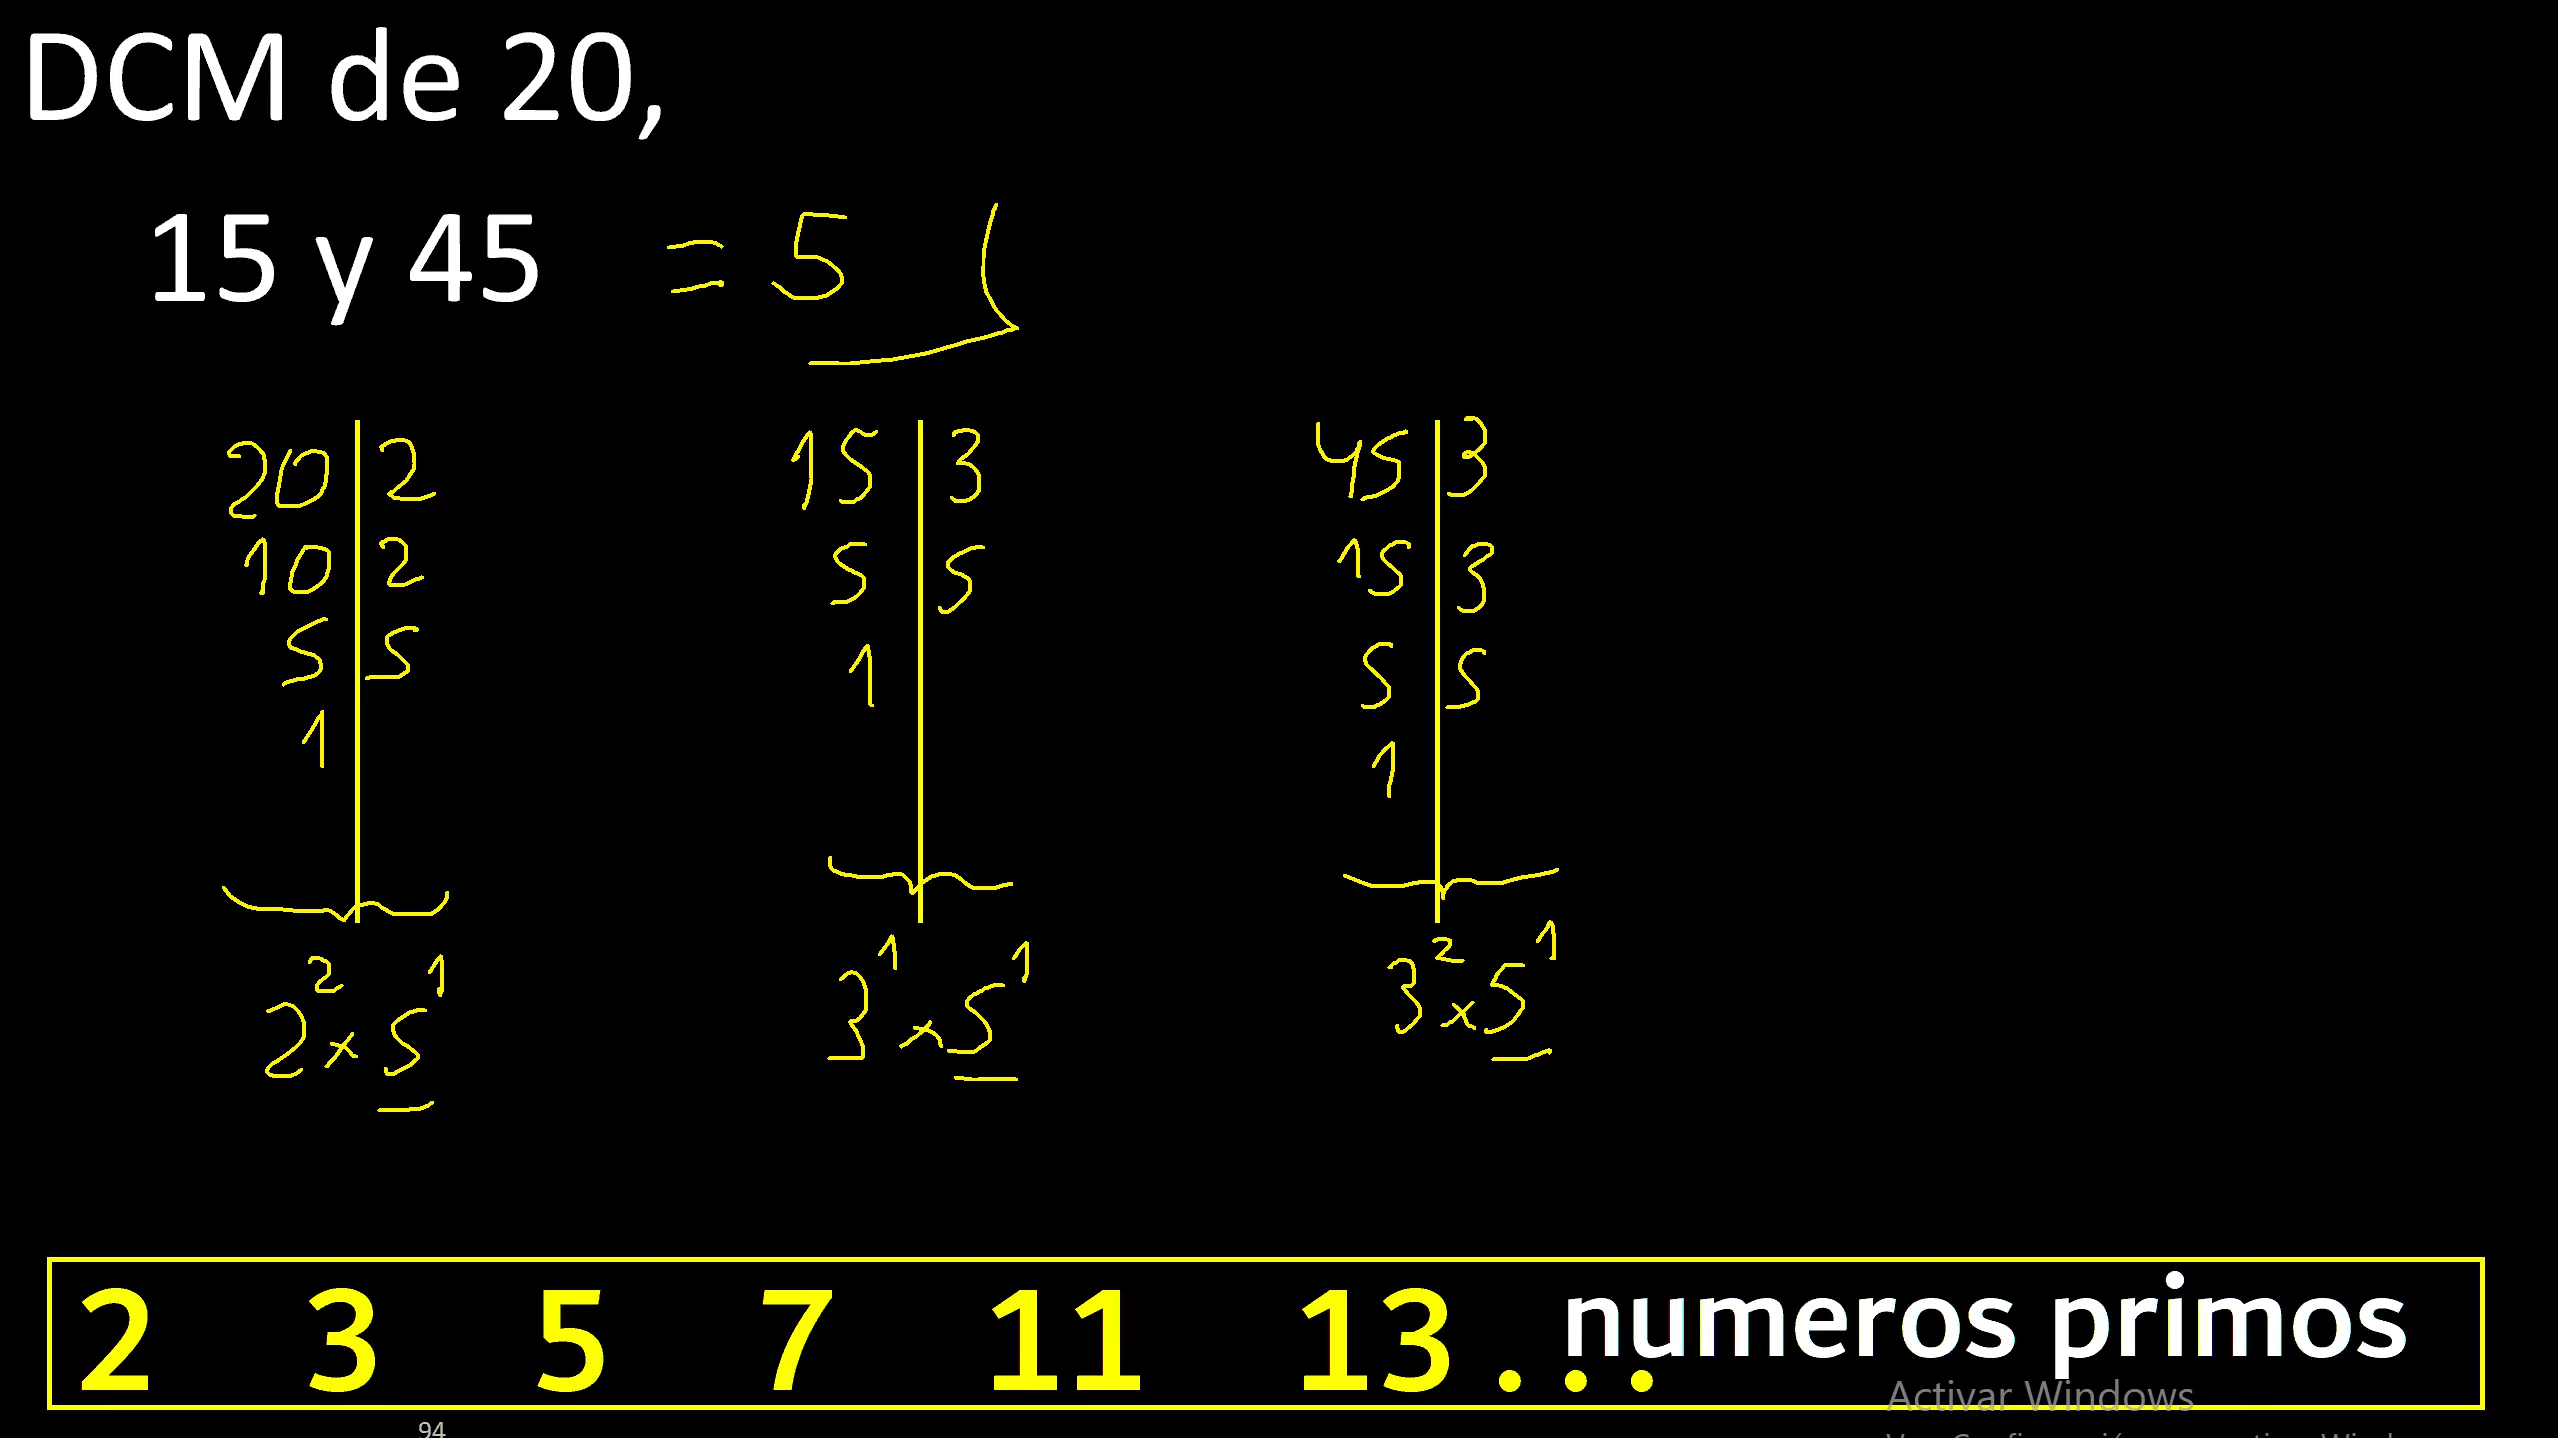 DCM de 20,
15 y 45 = 5
20 2
10 2
5 5
1
2² x 5¹
15 3
5 5
1
3¹ x 5¹
45 3
15 3
5 5
1
3² x 5¹
2 3 5 7 11 13 ... numeros primos
Activar Windows
94